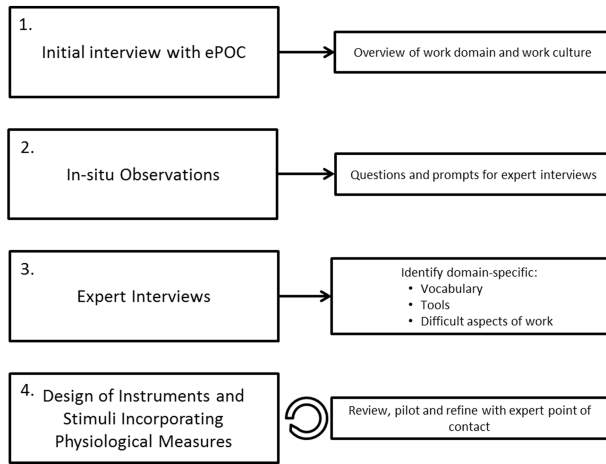 1.
Initial interview with ePOC
Overview of work domain and work culture
2.
In-situ Observations
Questions and prompts for expert interviews
3.
Expert Interviews
Identify domain-specific:
• Vocabulary
• Tools
• Difficult aspects of work
4.
Design of Instruments and
Stimuli Incorporating
Physiological Measures
Review, pilot and refine with expert point of
contact